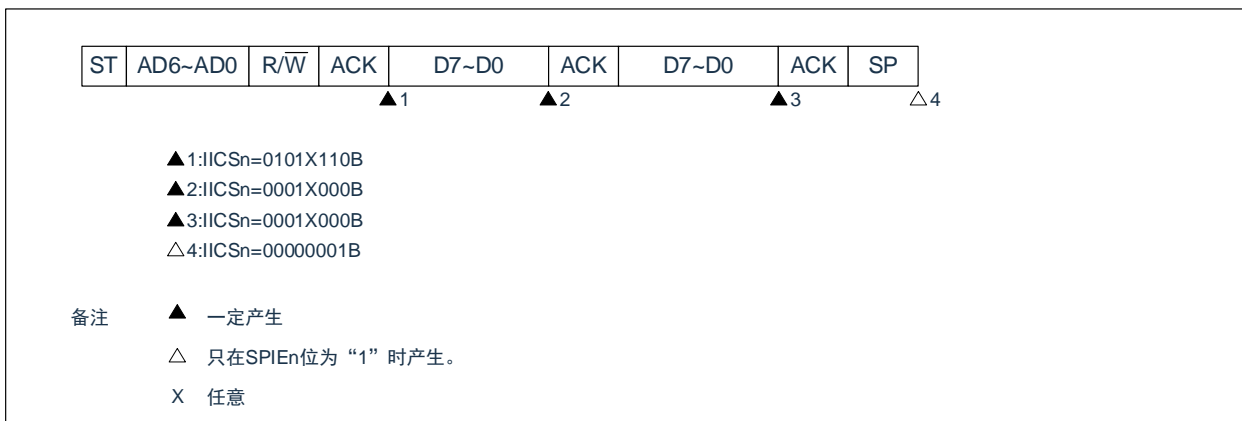 ST AD6~AD0 R/W̅ ACK D7~D0 ACK D7~D0 ACK SP
▲1 ▲2 ▲3 △4
▲1:IICSn=0101X110B
▲2:IICSn=0001X000B
▲3:IICSn=0001X000B
△4:IICSn=00000001B
备注 ▲ 一定产生
△ 只在SPIEn位为“1”时产生。
X 任意